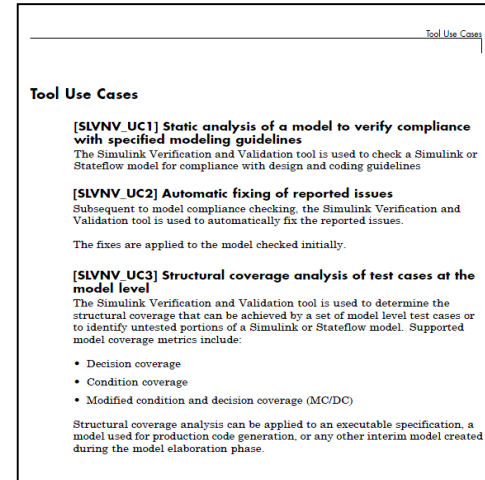 Tool Use Cases
Tool Use Cases
[SLVNV_UC1] Static analysis of a model to verify compliance
with specified modeling guidelines
The Simulink Verification and Validation tool is used to check a Simulink or
Stateflow model for compliance with design and coding guidelines
[SLVNV_UC2] Automatic fixing of reported issues
Subsequent to model compliance checking, the Simulink Verification and
Validation tool is used to automatically fix the reported issues.
The fixes are applied to the model checked initially.
[SLVNV_UC3] Structural coverage analysis of test cases at the
model level
The Simulink Verification and Validation tool is used to determine the
structural coverage that can be achieved by a set of model level test cases or
to identify untested portions of a Simulink or Stateflow model. Supported
model coverage metrics include:
• Decision coverage
• Condition coverage
• Modified condition and decision coverage (MC/DC)
Structural coverage analysis can be applied to an executable specification, a
model used for production code generation, or any other interim model created
during the model elaboration phase.